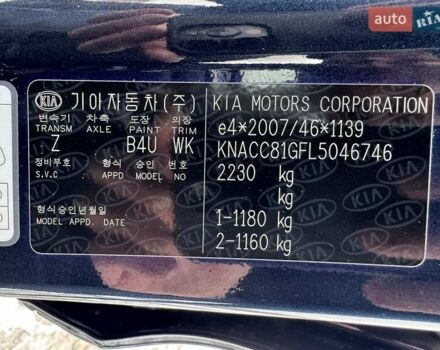 auto.RIA
KIA 기아자동차(주)
KIA MOTORS CORPORATION
변속기 차축 도장 의장
TRANSM AXLE PAINT TRIM
Z B4U WK
e4*2007/46*1139
KNACC81GFL5046746
정비부호 형식 승인 번호
S.V.C APPD MODEL NO
2230 kg
kg
형식승인년월일
MODEL APPD. DATE
1-1180 kg
2-1160 kg